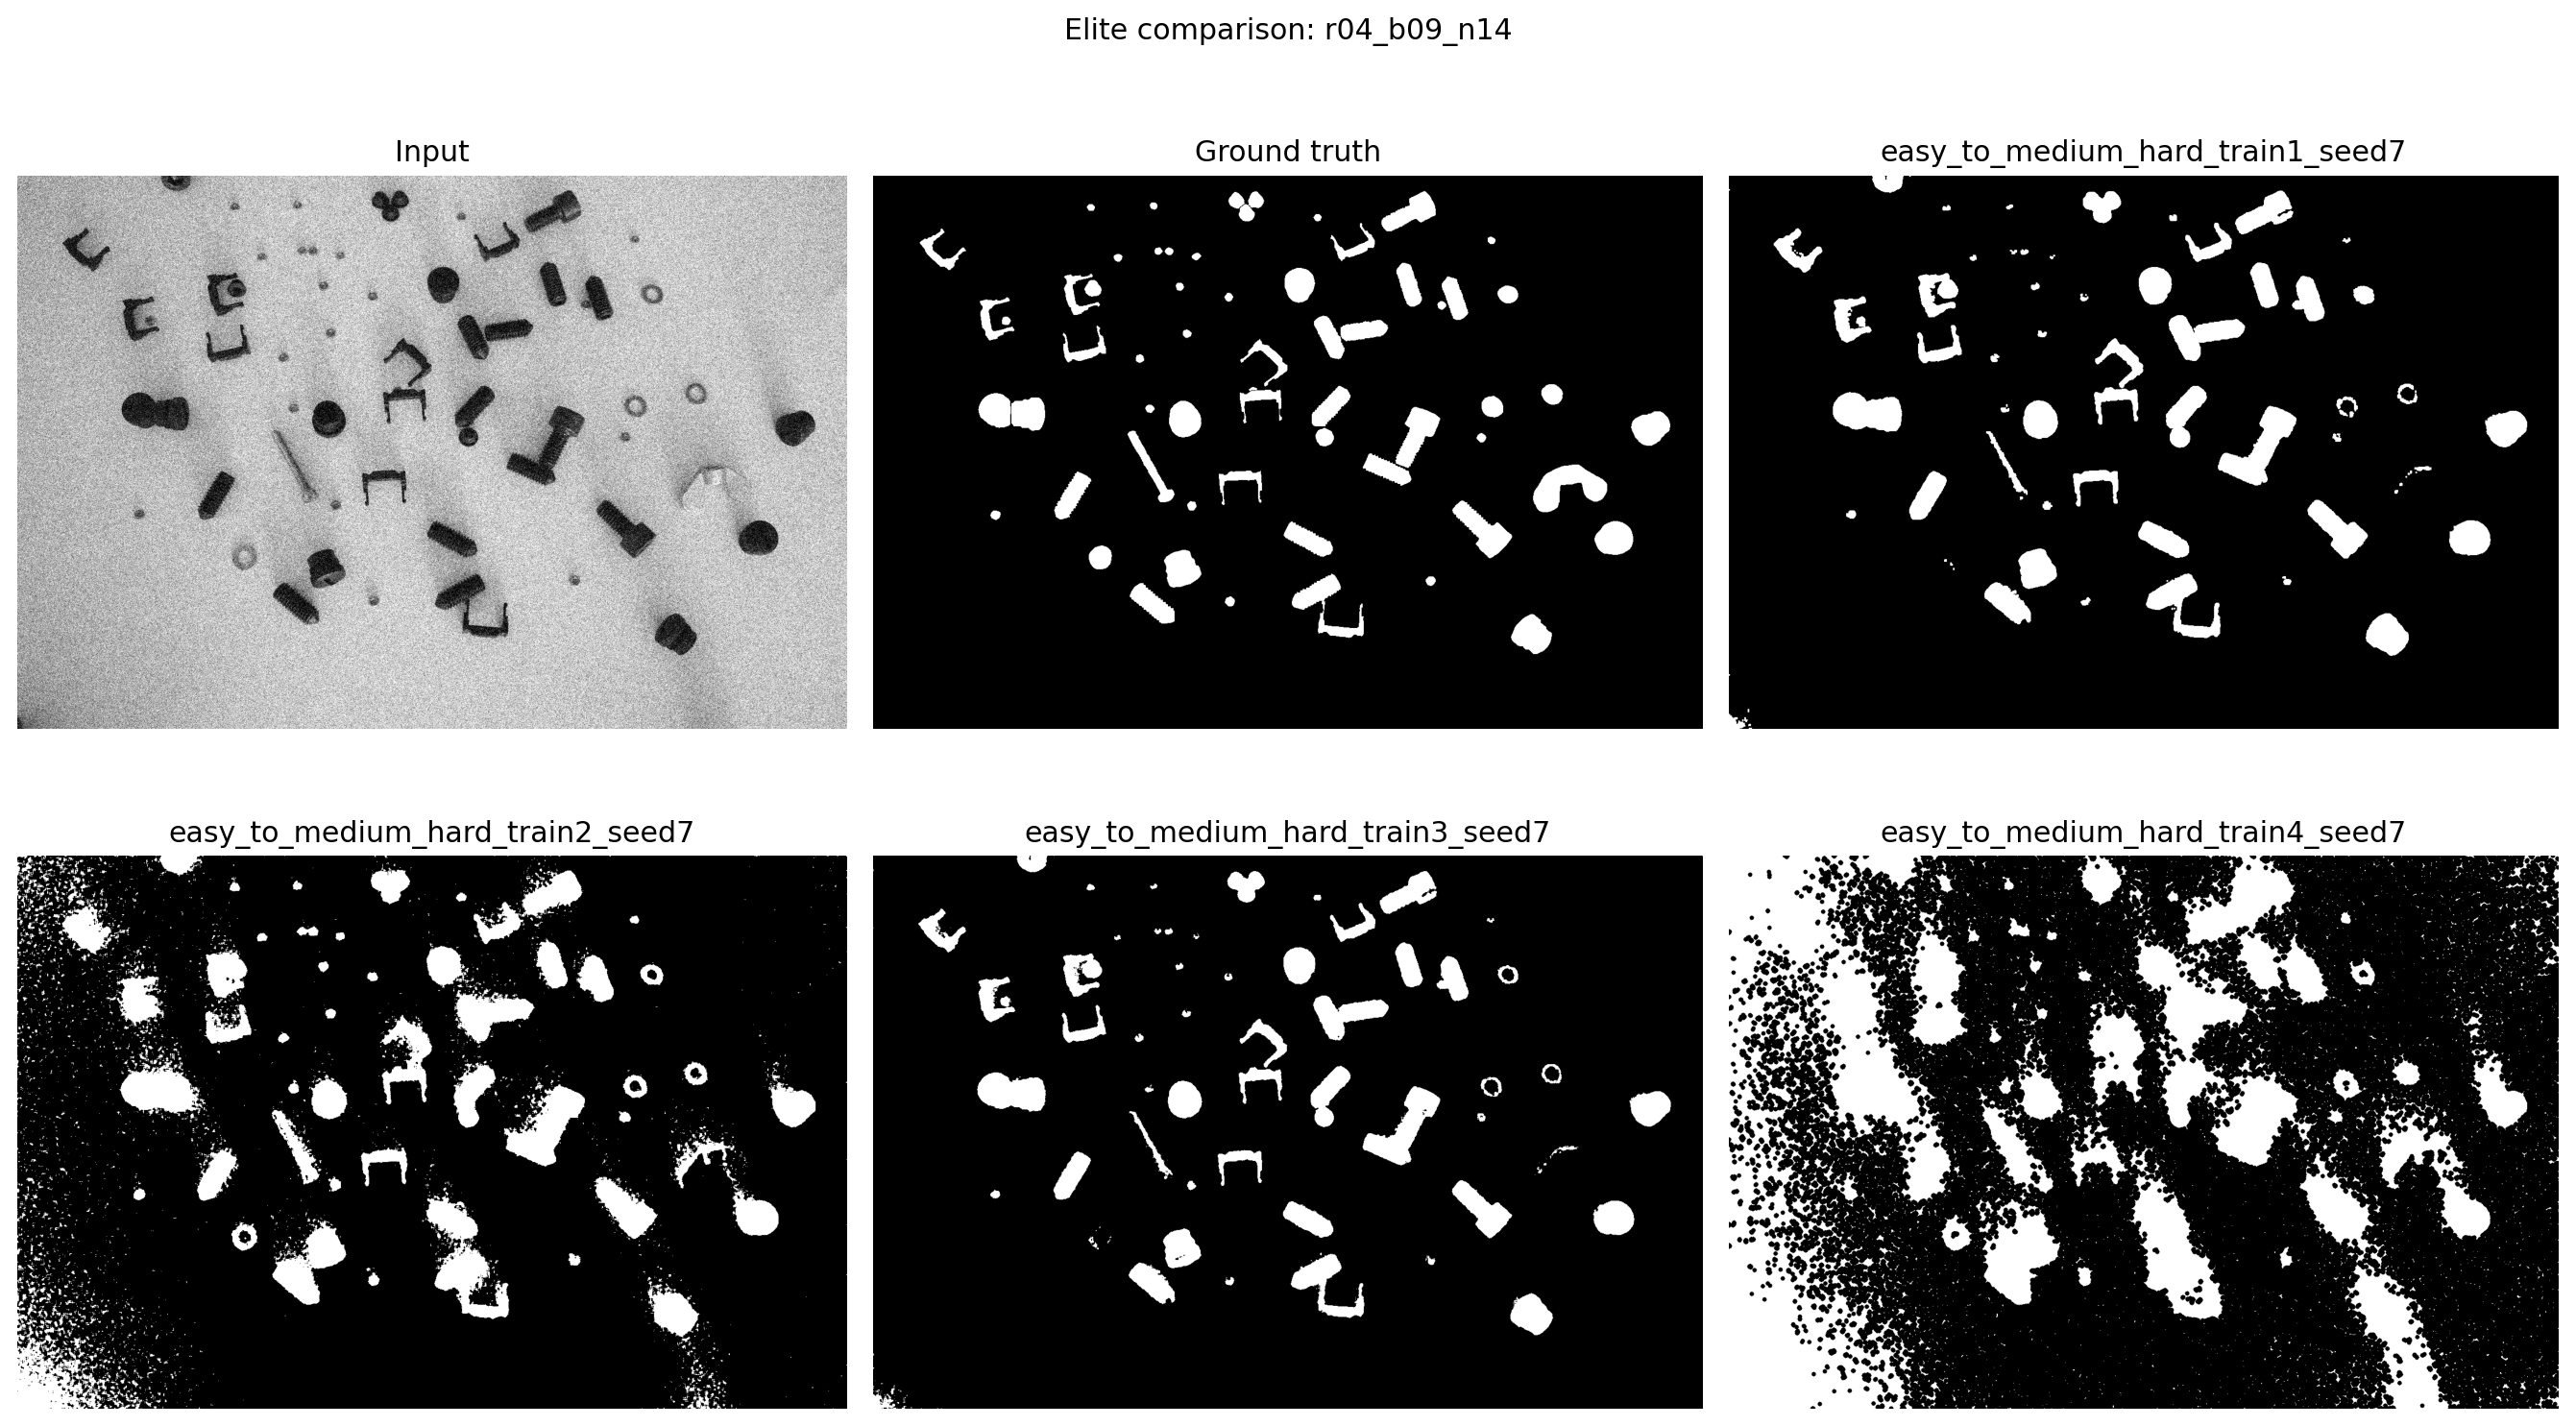 Elite comparison: r04_b09_n14
Input
Ground truth
easy_to_medium_hard_train1_seed7
easy_to_medium_hard_train2_seed7
easy_to_medium_hard_train3_seed7
easy_to_medium_hard_train4_seed7